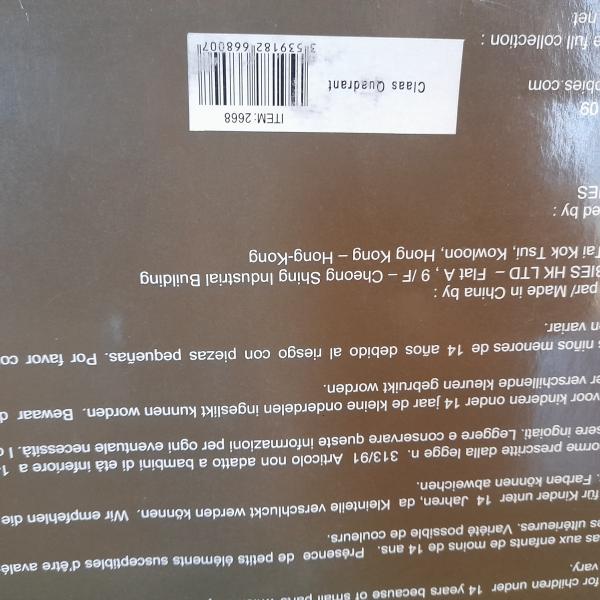 for children under 14 years because of small parts
vary.
as aux enfants de moins de 14 ans. Présence de petits éléments susceptibles d'être avalés
es ultérieures. Variété possible de couleurs.
für Kinder unter 14 Jahren, da Kleinteile verschluckt werden können. Wir empfehlen die
. Farben können abweichen.
orme prescritte dalla legge n. 313/91 Articolo non adatto a bambini di età inferiore a 1
sere ingoiati. Leggere e conservare queste informazioni per ogni eventuale necessità. I c
voor kinderen onder 14 jaar de kleine onderdelen ingeslikt kunnen worden. Bewaar d
er verschillende kleuren gebruikt worden.
s niños menores de 14 años debido al riesgo con piezas pequeñas. Por favor co
en variar.
par/ Made in China by :
BIES HK LTD – Flat A , 9 /F – Cheong Shing Industrial Building
Tai Kok Tsui, Kowloon, Hong Kong – Hong-Kong
ed by :
IES
09
obbies.com
e full collection :
net
ITEM:2668
3 539182 668007
Claas Quadrant